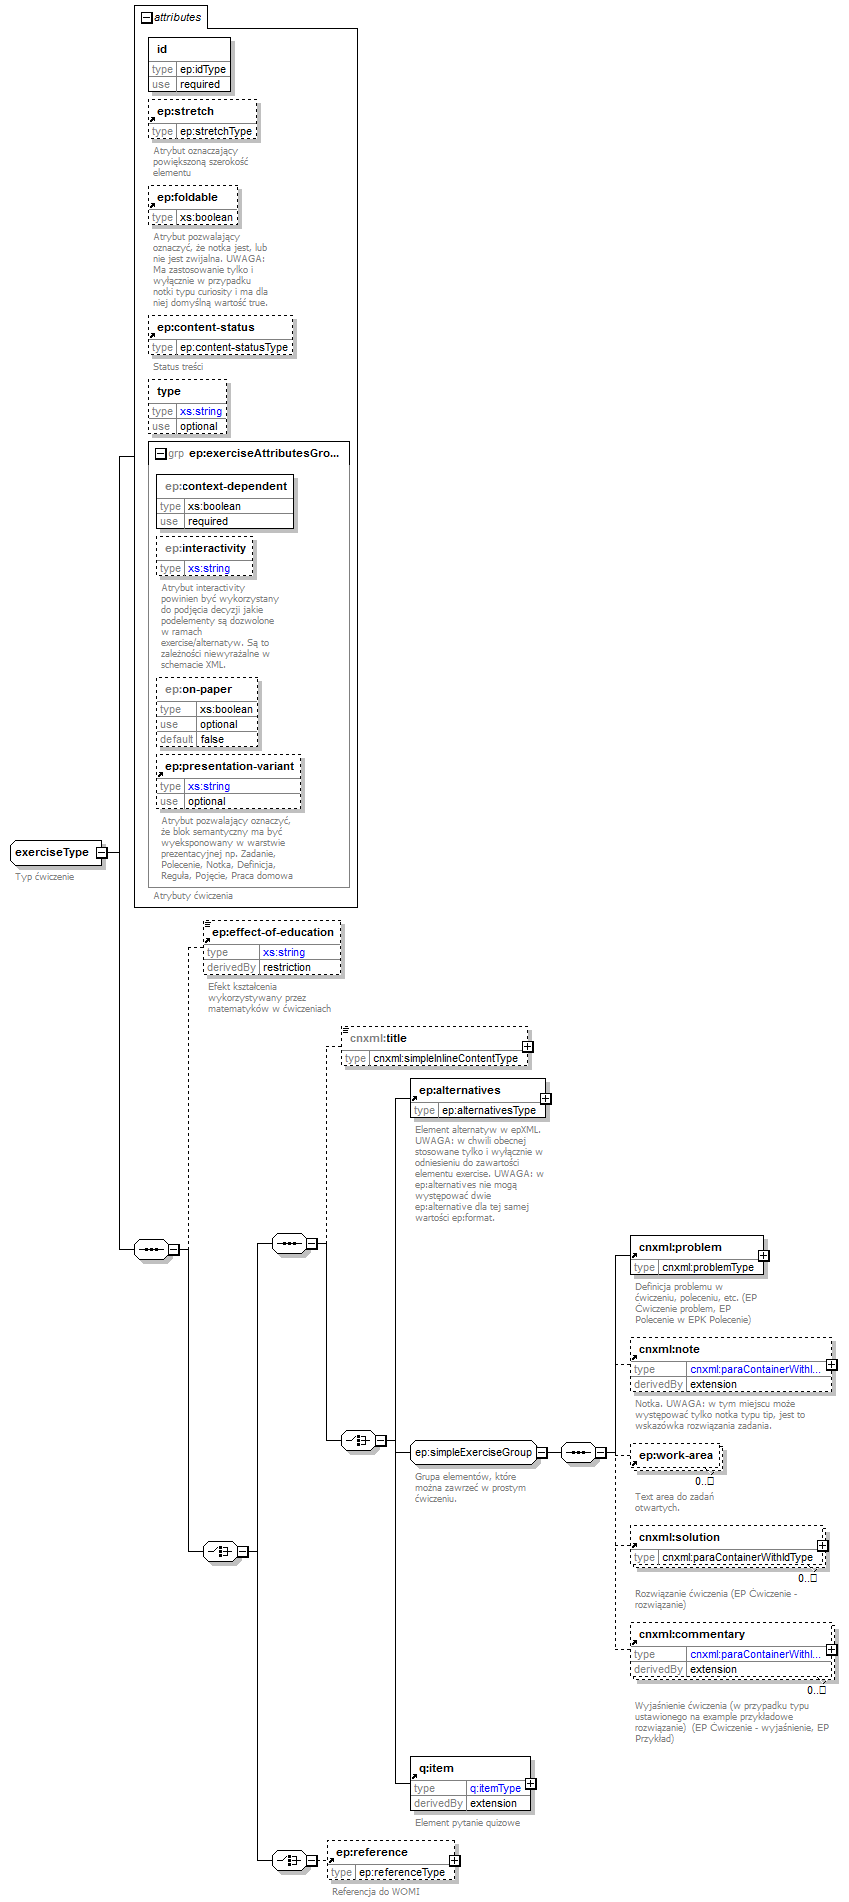 attributes
id
type ep:idType
use required
ep:stretch
type ep:stretchType
Atrybut oznaczający
powiększoną szerokość
elementu
ep:foldable
type xs:boolean
Atrybut pozwalający
oznaczyć, że notka jest, lub
nie jest zwijalna. UWAGA:
Ma zastosowanie tylko i
wyłącznie w przypadku
notki typu curiosity i ma dla
niej domyślną wartość true.
ep:content-status
type ep:content-statusType
Status treści
type
type xs:string
use optional
grp ep:exerciseAttributesGro...
ep:context-dependent
type xs:boolean
use required
ep:interactivity
type xs:string
Atrybut interactivity
powinien być wykorzystany
do podjęcia decyzji jakie
podelementy są dozwolone
w ramach
exercise/alternatyw. Są to
zależności niewyrażalne w
schemacie XML.
ep:on-paper
type xs:boolean
use optional
default false
ep:presentation-variant
type xs:string
use optional
Atrybut pozwalający oznaczyć,
że blok semantyczny ma być
wyeksponowany w warstwie
prezentacyjnej np. Zadanie,
Polecenie, Notka, Definicja,
Reguła, Pojęcie, Praca domowa
Atrybuty ćwiczenia
exerciseType
Typ ćwiczenie
ep:effect-of-education
type xs:string
derivedBy restriction
Efekt kształcenia
wykorzystywany przez
matematyków w ćwiczeniach
cnxml:title
type cnxml:simpleInlineContentType
ep:alternatives
type ep:alternativesType
Element alternatyw w epXML.
UWAGA: w chwili obecnej
stosowane tylko i wyłącznie w
odniesieniu do zawartości
elementu exercise. UWAGA: w
ep:alternatives nie mogą
występować dwie
ep:alternative dla tej samej
wartości ep:format.
cnxml:problem
type cnxml:problemType
Definicja problemu w
ćwiczeniu, poleceniu, etc. (EP
Ćwiczenie problem, EP
Polecenie w EPK Polecenie)
cnxml:note
type cnxml:paraContainerWithI...
derivedBy extension
Notka. UWAGA: w tym miejscu może
występować tylko notka typu tip, jest to
wskazówka rozwiązania zadania.
ep:simpleExerciseGroup
Grupa elementów, które
można zawrzeć w prostym
ćwiczeniu.
ep:work-area
0..□
Text area do zadań
otwartych.
cnxml:solution
type cnxml:paraContainerWithIdType
0..□
Rozwiązanie ćwiczenia (EP Ćwiczenie -
rozwiązanie)
cnxml:commentary
type cnxml:paraContainerWithI...
derivedBy extension
0..□
Wyjaśnienie ćwiczenia (w przypadku typu
ustawionego na example przykładowe
rozwiązanie) (EP Ćwiczenie - wyjaśnienie, EP
Przykład)
q:item
type q:itemType
derivedBy extension
Element pytanie quizowe
ep:reference
type ep:referenceType
Referencja do WOMI